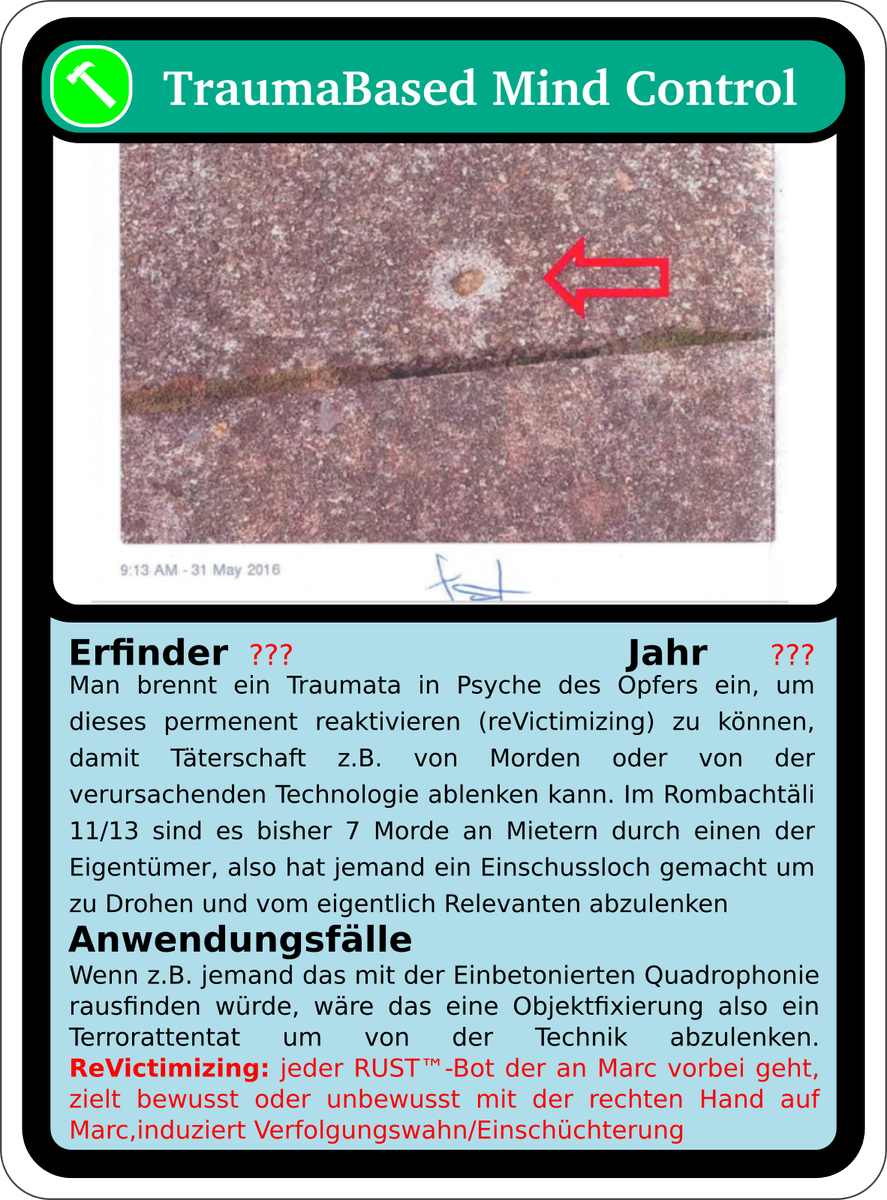 TraumaBased Mind Control
9:13 AM - 31 May 2016
Erfinder ??? Jahr ???
Man brennt ein Traumata in Psyche des Opfers ein, um
dieses permenent reaktivieren (reVictimizing) zu können,
damit Täterschaft z.B. von Morden oder von der
verursachenden Technologie ablenken kann. Im Rombachtäli
11/13 sind es bisher 7 Morde an Mietern durch einen der
Eigentümer, also hat jemand ein Einschussloch gemacht um
zu Drohen und vom eigentlich Relevanten abzulenken
Anwendungsfälle
Wenn z.B. jemand das mit der Einbetonierten Quadrophonie
rausfinden würde, wäre das eine Objektfixierung also ein
Terrorattentat um von der Technik abzulenken.
ReVictimizing: jeder RUST™-Bot der an Marc vorbei geht,
zielt bewusst oder unbewusst mit der rechten Hand auf
Marc,induziert Verfolgungswahn/Einschüchterung